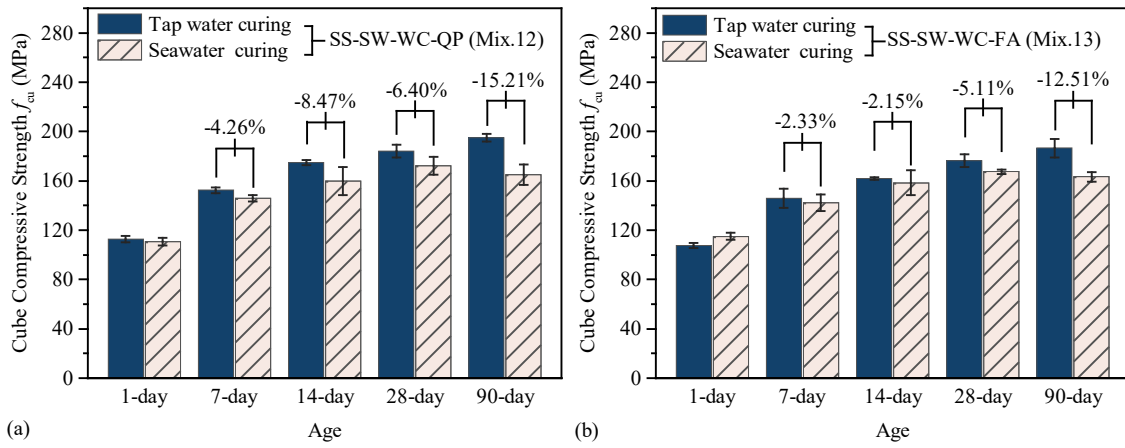 Cube Compressive Strength fcu (MPa)
280
240
200
160
120
80
40
0
Tap water curing
Seawater curing
SS-SW-WC-QP (Mix.12)
-4.26%
-8.47%
-6.40%
-15.21%
1-day 7-day 14-day 28-day 90-day
(a) Age
Cube Compressive Strength fcu (MPa)
280
240
200
160
120
80
40
0
Tap water curing
Seawater curing
SS-SW-WC-FA (Mix.13)
-2.33%
-2.15%
-5.11%
-12.51%
1-day 7-day 14-day 28-day 90-day
(b) Age